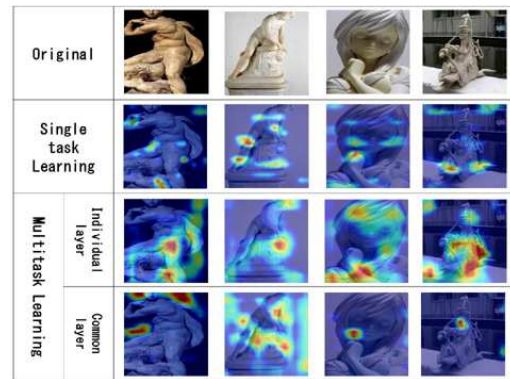 Original
Single
task
Learning
Multitask Learning
Individual
layer
Common
layer